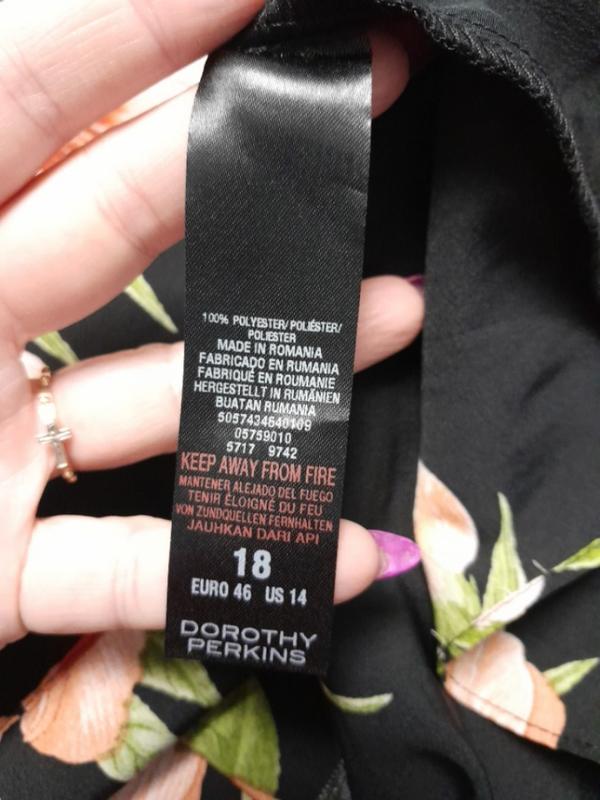 100% POLYESTER/POLIÉSTER/
POLIESTER
MADE IN ROMANIA
FABRICADO EN RUMANIA
FABRIQUÉ EN ROUMANIE
HERGESTELLT IN RUMÄNIEN
BUATAN RUMANIA
5057434640109
05759010
5717 9742
KEEP AWAY FROM FIRE
MANTENER ALEJADO DEL FUEGO
TENIR ÉLOIGNÉ DU FEU
VON ZUNDQUELLEN FERNHALTEN
JAUHKAN DARI API
18
EURO 46 US 14
DOROTHY
PERKINS